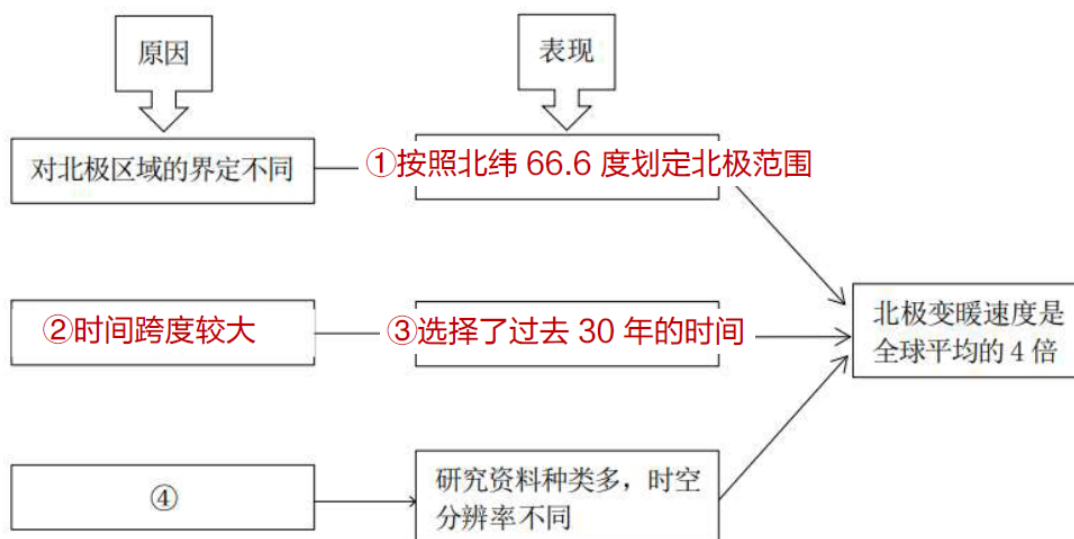 原因
表现
对北极区域的界定不同
①按照北纬 66.6 度划定北极范围
②时间跨度较大
③选择了过去 30 年的时间
北极变暖速度是
全球平均的 4 倍
④
研究资料种类多，时空
分辨率不同